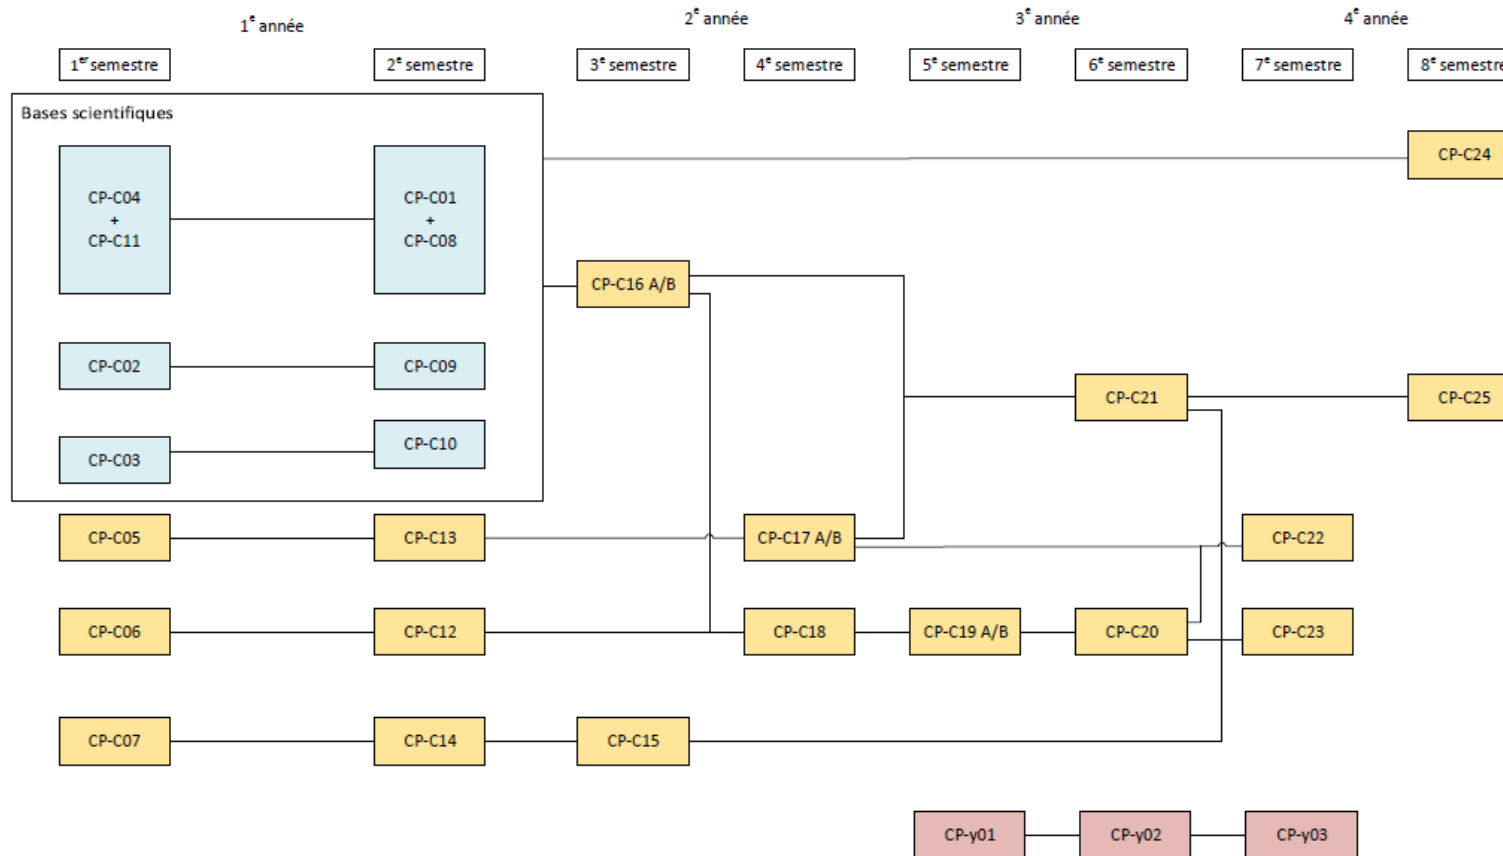 1e année
2e année
3e année
4e année
1er semestre
2e semestre
3e semestre
4e semestre
5e semestre
6e semestre
7e semestre
8e semestre
Bases scientifiques
CP-C04
+
CP-C11
CP-C01
+
CP-C08
CP-C24
CP-C16 A/B
CP-C02
CP-C09
CP-C21
CP-C25
CP-C03
CP-C10
CP-C05
CP-C13
CP-C17 A/B
CP-C22
CP-C06
CP-C12
CP-C18
CP-C19 A/B
CP-C20
CP-C23
CP-C07
CP-C14
CP-C15
CP-y01
CP-y02
CP-y03